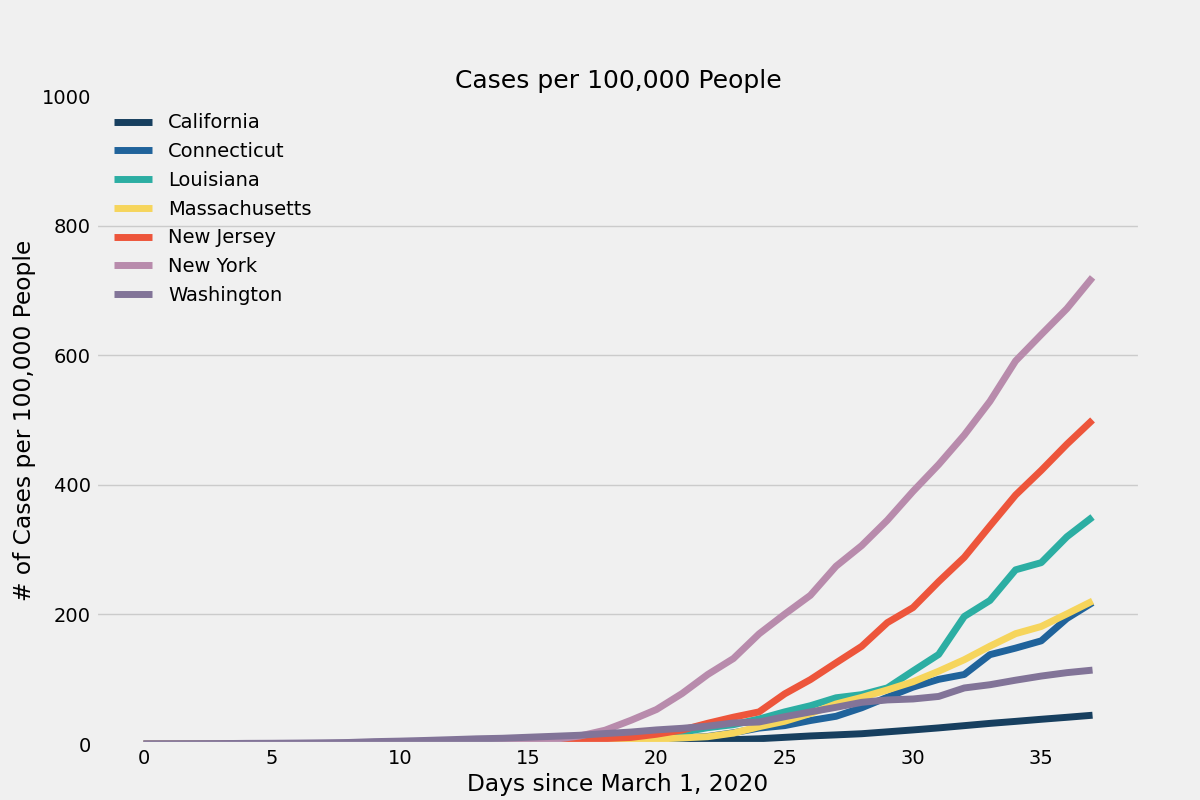 Cases per 100,000 People
1000
800
600
400
200
0
# of Cases per 100,000 People
California
Connecticut
Louisiana
Massachusetts
New Jersey
New York
Washington
0 5 10 15 20 25 30 35
Days since March 1, 2020